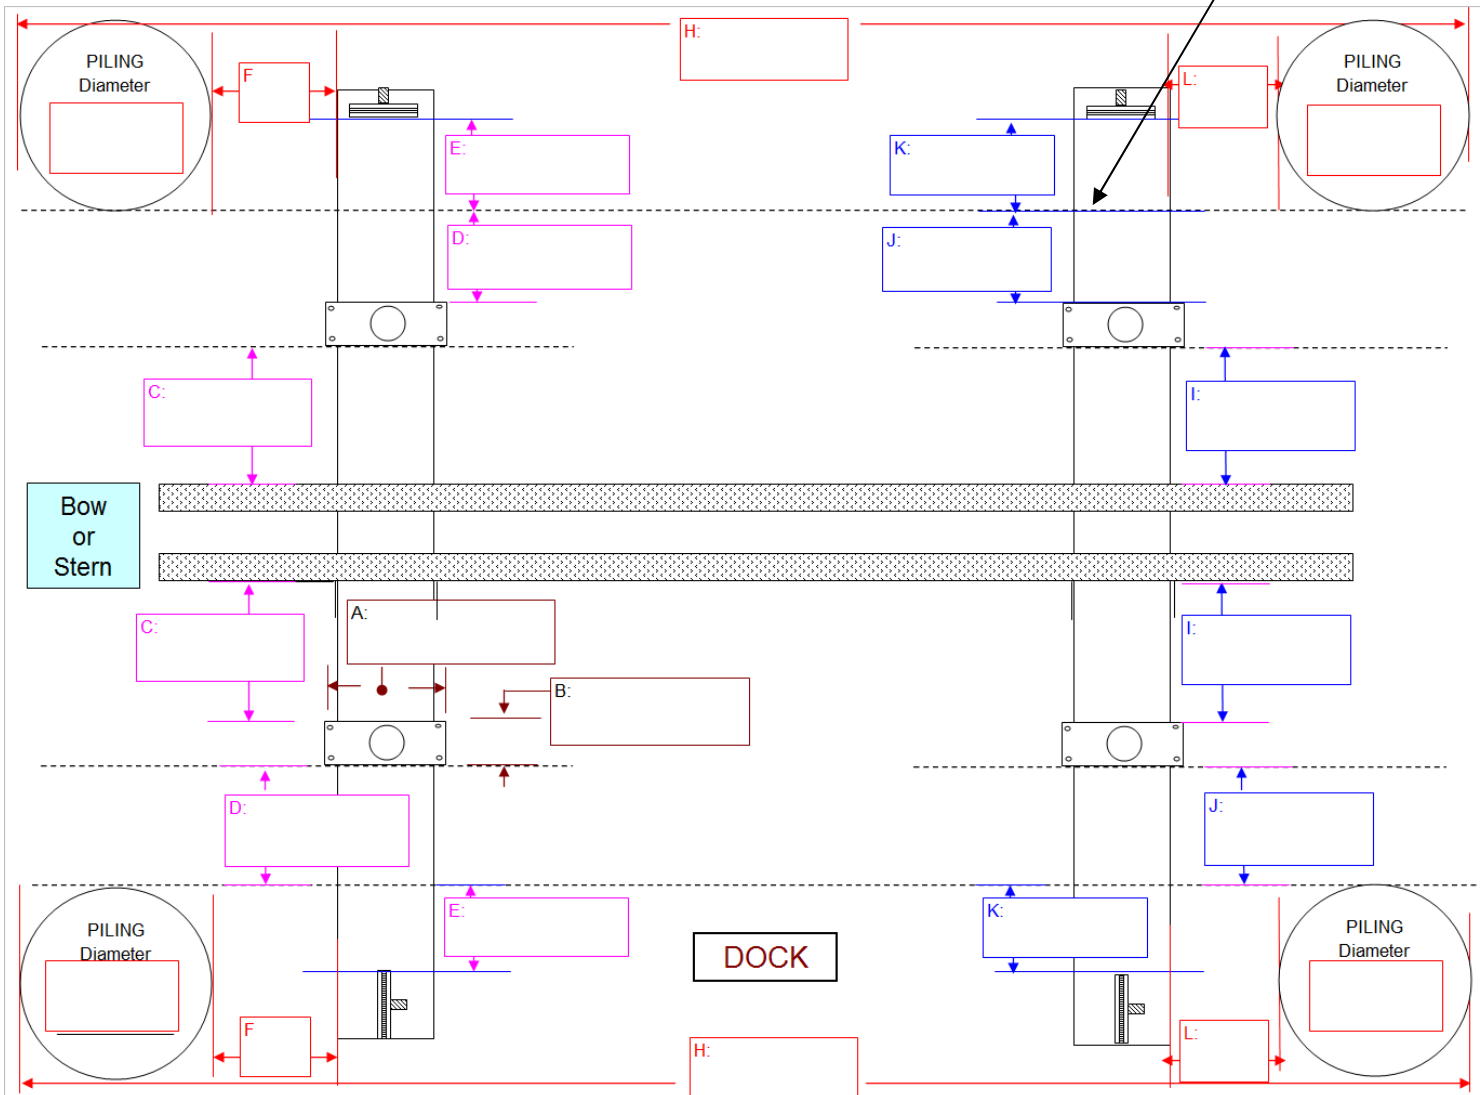 H:
PILING
Diameter
F
L:
PILING
Diameter
E:
K:
D:
J:
C:
I:
Bow
or
Stern
A:
C:
I:
B:
D:
J:
E:
K:
PILING
Diameter
DOCK
PILING
Diameter
F
L:
H: